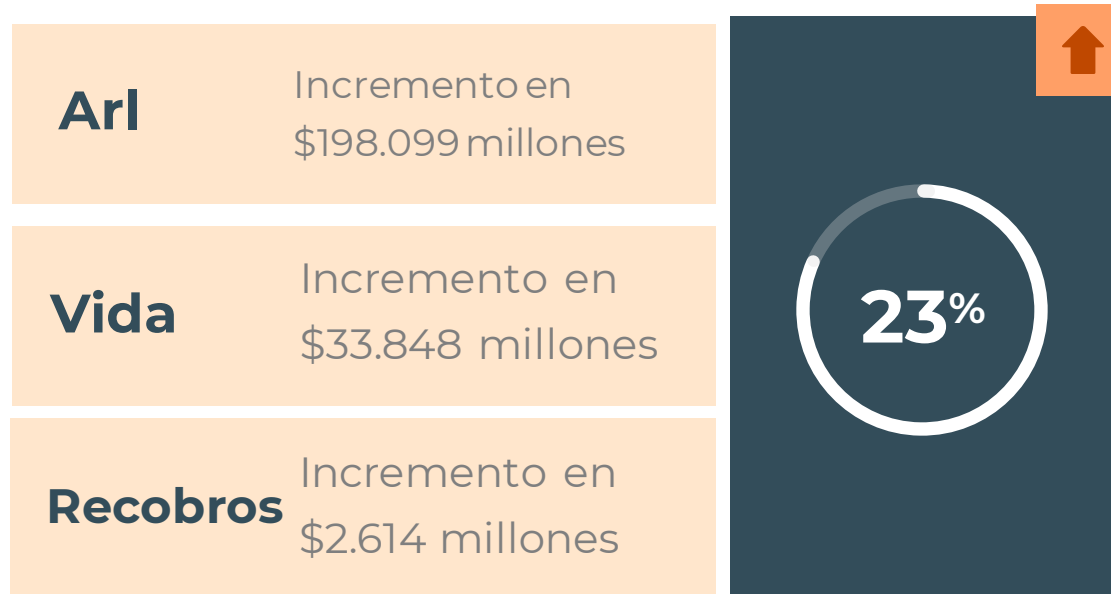 Arl
Incremento en
$198.099 millones
Vida
Incremento en
$33.848 millones
Recobros
Incremento en
$2.614 millones
23%